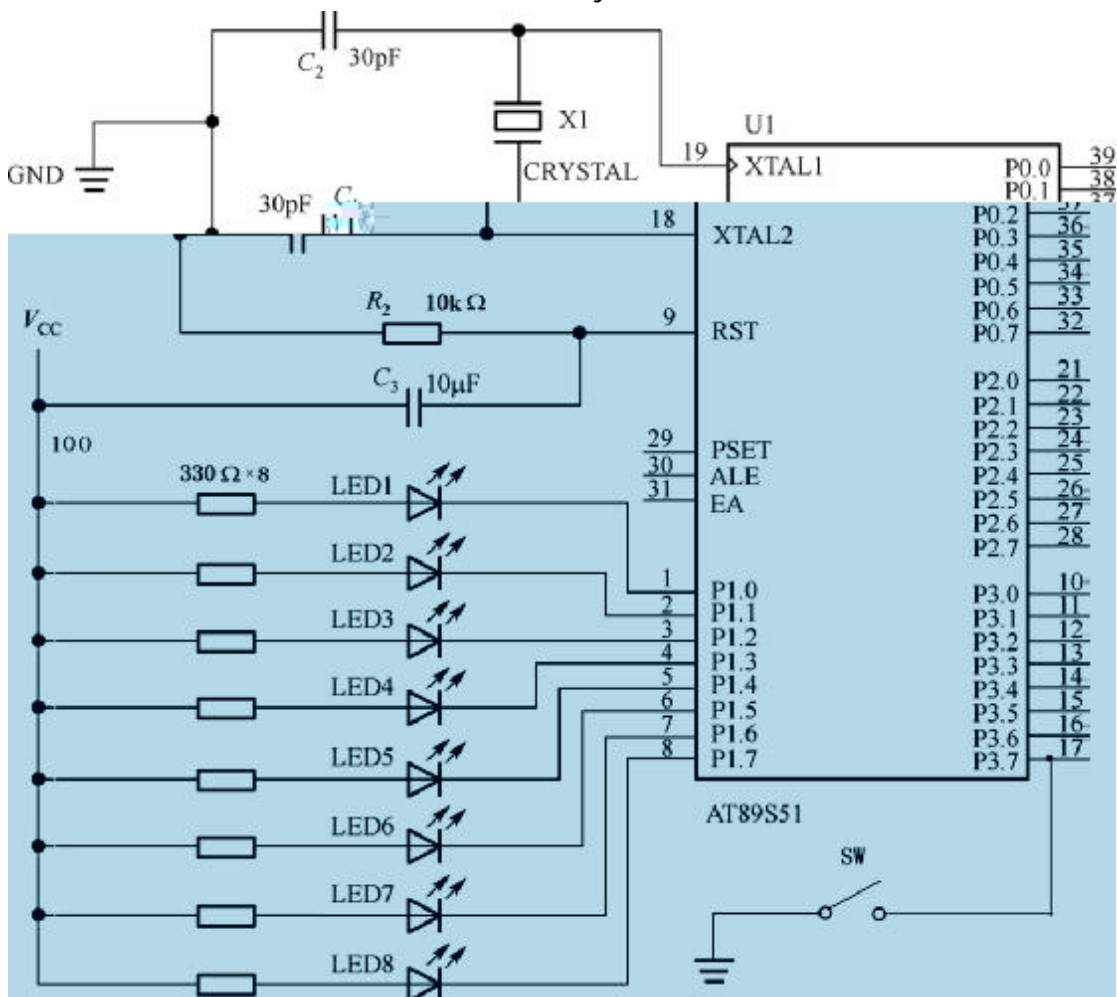 C2 30pF
X1
CRYSTAL
GND
U1
19 XTAL1
P0.0 39
P0.1 38
30pF
18 XTAL2
P0.2
P0.3 36
P0.4 35
P0.5 34
P0.6 33
P0.7 32
R2 10kΩ
9 RST
VCC
C3 10μF
P2.0 21
P2.1 22
P2.2 23
P2.3 24
P2.4 25
P2.5 26
P2.6 27
P2.7 28
100
29 PSET
30 ALE
31 EA
330Ω×8
LED1
LED2
LED3
LED4
LED5
LED6
LED7
LED8
1 P1.0
2 P1.1
3 P1.2
4 P1.3
5 P1.4
6 P1.5
7 P1.6
8 P1.7
P3.0 10
P3.1 11
P3.2 12
P3.3 13
P3.4 14
P3.5 15
P3.6 16
P3.7 17
AT89S51
SW